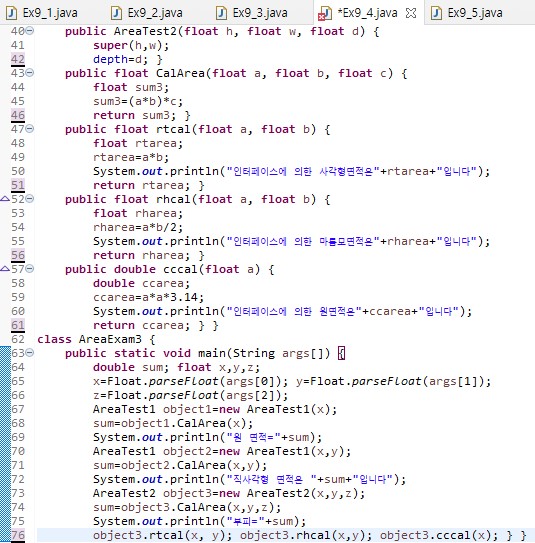 Ex9_1.java Ex9_2.java Ex9_3.java *Ex9_4.java Ex9_5.java
40 public AreaTest2(float h, float w, float d) {
41 super(h,w);
42 depth=d; }
43 public float CalArea(float a, float b, float c) {
44 float sum3;
45 sum3=(a*b)*c;
46 return sum3; }
47 public float rtcal(float a, float b) {
48 float rtarea;
49 rtarea=a*b;
50 System.out.println("인터페이스에 의한 사각형면적은"+rtarea+"입니다");
51 return rtarea; }
52 public float rhcal(float a, float b) {
53 float rharea;
54 rharea=a*b/2;
55 System.out.println("인터페이스에 의한 마름모면적은"+rharea+"입니다");
56 return rharea; }
57 public double cccal(float a) {
58 double ccarea;
59 ccarea=a*a*3.14;
60 System.out.println("인터페이스에 의한 원면적은"+ccarea+"입니다");
61 return ccarea; } }
62 class AreaExam3 {
63 public static void main(String args[]) {
64 double sum; float x,y,z;
65 x=Float.parseFloat(args[0]); y=Float.parseFloat(args[1]);
66 z=Float.parseFloat(args[2]);
67 AreaTest1 object1=new AreaTest1(x);
68 sum=object1.CalArea(x);
69 System.out.println("원 면적="+sum);
70 AreaTest1 object2=new AreaTest1(x,y);
71 sum=object2.CalArea(x,y);
72 System.out.println("직사각형 면적은 "+sum+"입니다");
73 AreaTest2 object3=new AreaTest2(x,y,z);
74 sum=object3.CalArea(x,y,z);
75 System.out.println("부피="+sum);
76 object3.rtcal(x, y); object3.rhcal(x,y); object3.cccal(x); } }